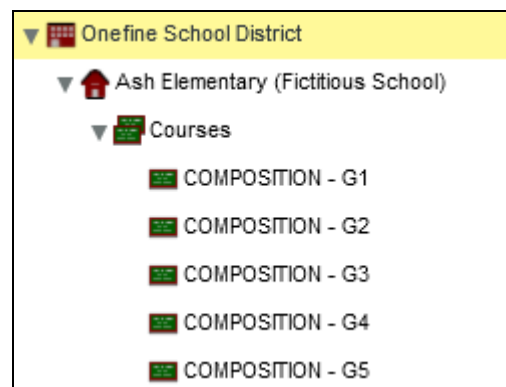 Onefine School District
Ash Elementary (Fictitious School)
Courses
COMPOSITION - G1
COMPOSITION - G2
COMPOSITION - G3
COMPOSITION - G4
COMPOSITION - G5